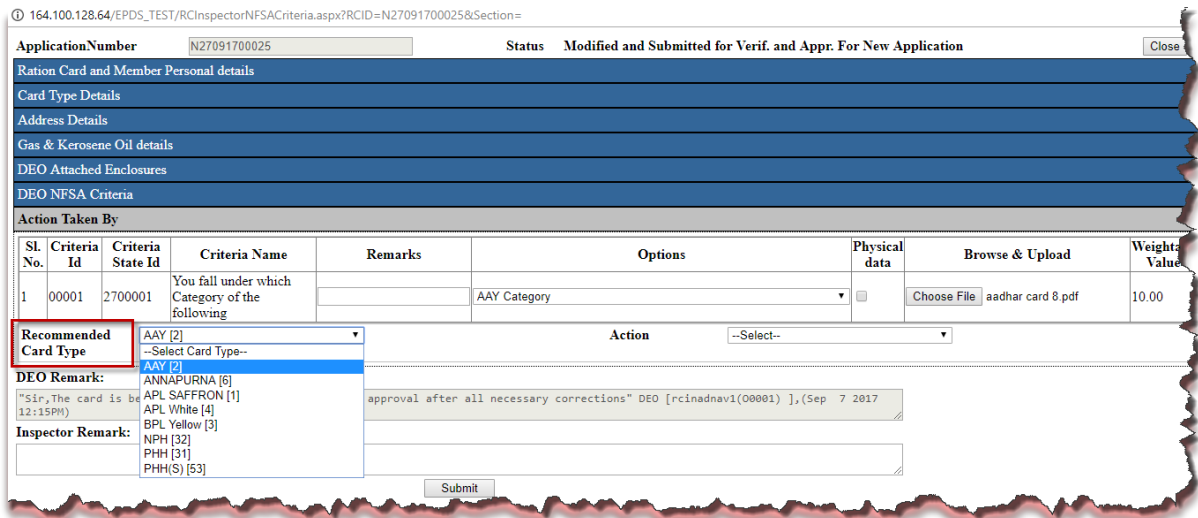 164.100.128.64/EPDS_TEST/RCInspectorNFSACriteria.aspx?RCID=N27091700025&Section=
ApplicationNumber N27091700025 Status Modified and Submitted for Verif. and Appr. For New Application Close
Ration Card and Member Personal details
Card Type Details
Address Details
Gas & Kerosene Oil details
DEO Attached Enclosures
DEO NFSA Criteria
Action Taken By
Sl. No. Criteria Id Criteria State Id Criteria Name Remarks Options Physical data Browse & Upload Value
1 00001 2700001 You fall under which Category of the following AAY Category Choose File aadhar card 8.pdf 10.00
Recommended Card Type AAY [2] Action --Select--
--Select Card Type--
AAY [2]
ANNAPURNA [6]
APL SAFFRON [1]
APL White [4]
BPL Yellow [3]
NPH [32]
PHH [31]
PHH(S) [53]
DEO Remark:
"Sir,The card is be approval after all necessary corrections" DEO [rcinadnav1(O0001) ],(Sep 7 2017
12:15PM)
Inspector Remark:
Submit